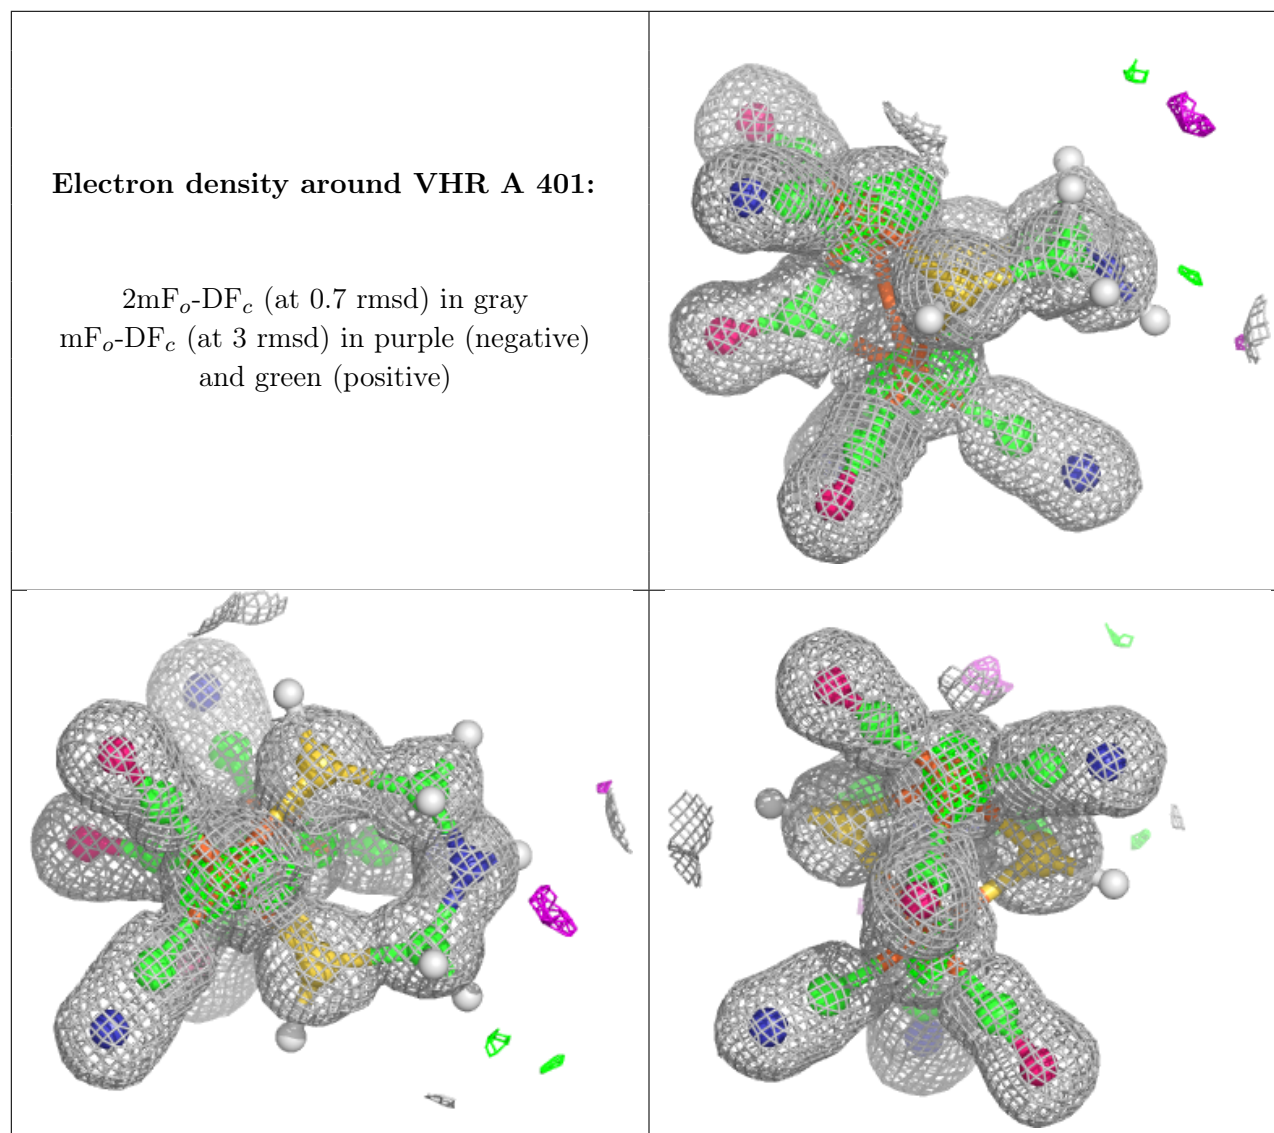 Electron density around VHR A 401:
2mFo-DFc (at 0.7 rmsd) in gray
mFo-DFc (at 3 rmsd) in purple (negative)
and green (positive)